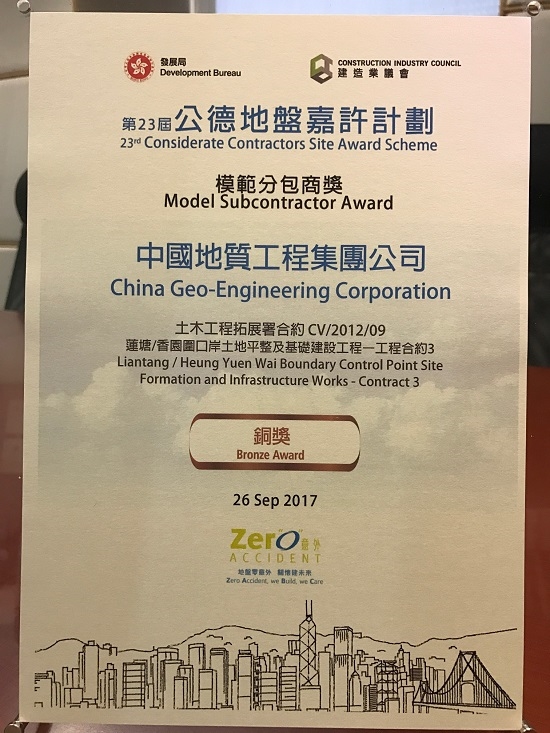 發展局
Development Bureau
CONSTRUCTION INDUSTRY COUNCIL
建造業議會
第23屆公德地盤嘉許計劃
23rd Considerate Contractors Site Award Scheme
模範分包商獎
Model Subcontractor Award
中國地質工程集團公司
China Geo-Engineering Corporation
土木工程拓展署合約 CV/2012/09
蓮塘/香園圍口岸土地平整及基礎建設工程—工程合約3
Liantang / Heung Yuen Wai Boundary Control Point Site
Formation and Infrastructure Works - Contract 3
銅獎
Bronze Award
26 Sep 2017
Zer"O"意外
ACCIDENT
地盤零意外 關懷建未來
Zero Accident, we Build, we Care